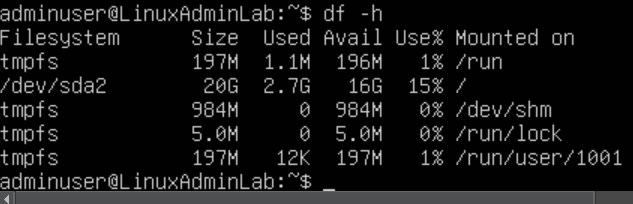 adminuser@LinuxAdminLab:~$ df -h
Filesystem      Size  Used Avail Use% Mounted on
tmpfs           197M  1.1M  196M   1% /run
/dev/sda2        20G  2.7G   16G  15% /
tmpfs           984M     0  984M   0% /dev/shm
tmpfs           5.0M     0  5.0M   0% /run/lock
tmpfs           197M   12K  197M   1% /run/user/1001
adminuser@LinuxAdminLab:~$ _